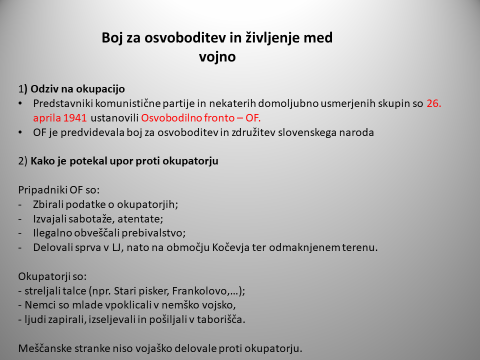 Boj za osvoboditev in življenje med
vojno
1) Odziv na okupacijo
• Predstavniki komunistične partije in nekaterih domoljubno usmerjenih skupin so 26.
aprila 1941 ustanovili Osvobodilno fronto – OF.
• OF je predvidevala boj za osvoboditev in združitev slovenskega naroda
2) Kako je potekal upor proti okupatorju
Pripadniki OF so:
- Zbirali podatke o okupatorjih;
- Izvajali sabotaže, atentate;
- Ilegalno obveščali prebivalstvo;
- Delovali sprva v LJ, nato na območju Kočevja ter odmaknjenem terenu.
Okupatorji so:
- streljali talce (npr. Stari pisker, Frankolovo,…);
- Nemci so mlade vpoklicali v nemško vojsko,
- ljudi zapirali, izseljevali in pošiljali v taborišča.
Meščanske stranke niso vojaško delovale proti okupatorju.